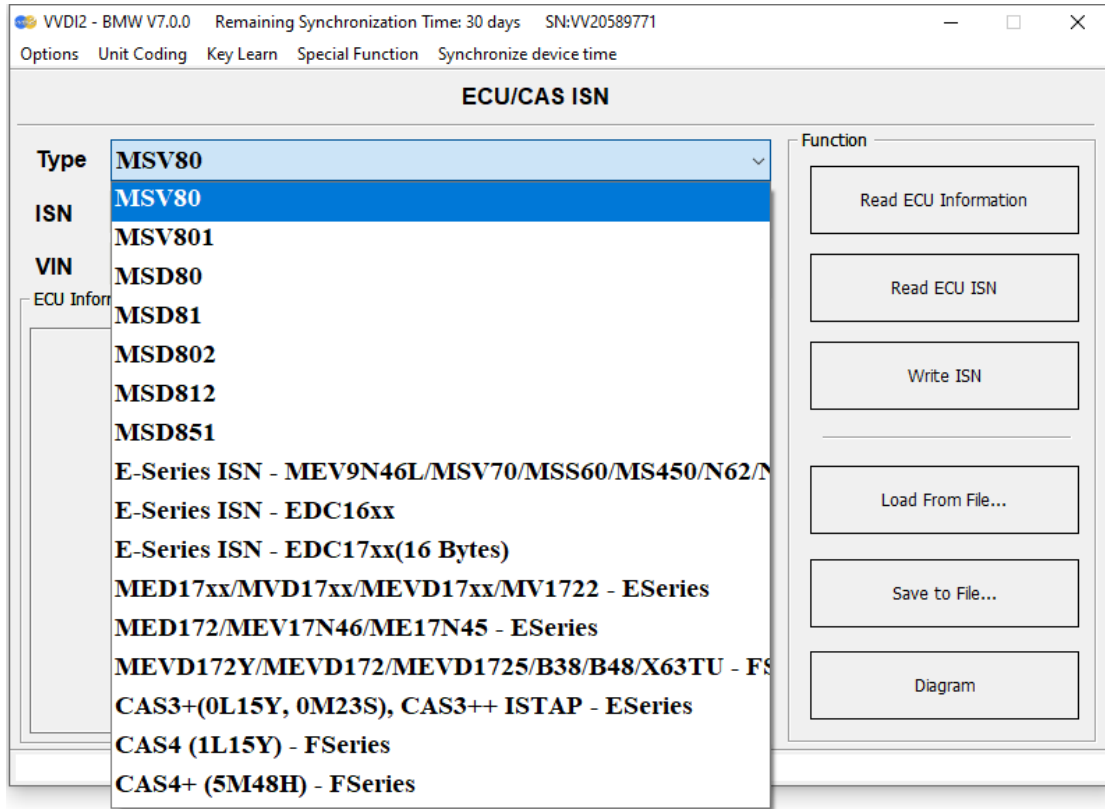 VVDI2 - BMW V7.0.0 Remaining Synchronization Time: 30 days SN:VV20589771
Options Unit Coding Key Learn Special Function Synchronize device time
ECU/CAS ISN
Type MSV80
ISN
VIN
ECU Inforr
MSV80
MSV801
MSD80
MSD81
MSD802
MSD812
MSD851
E-Series ISN - MEV9N46L/MSV70/MSS60/MS450/N62/N
E-Series ISN - EDC16xx
E-Series ISN - EDC17xx(16 Bytes)
MED17xx/MVD17xx/MEVD17xx/MV1722 - ESeries
MED172/MEV17N46/ME17N45 - ESeries
MEVD172Y/MEVD172/MEVD1725/B38/B48/X63TU - FS
CAS3+(0L15Y, 0M23S), CAS3++ ISTAP - ESeries
CAS4 (1L15Y) - FSeries
CAS4+ (5M48H) - FSeries
Function
Read ECU Information
Read ECU ISN
Write ISN
Load From File...
Save to File...
Diagram